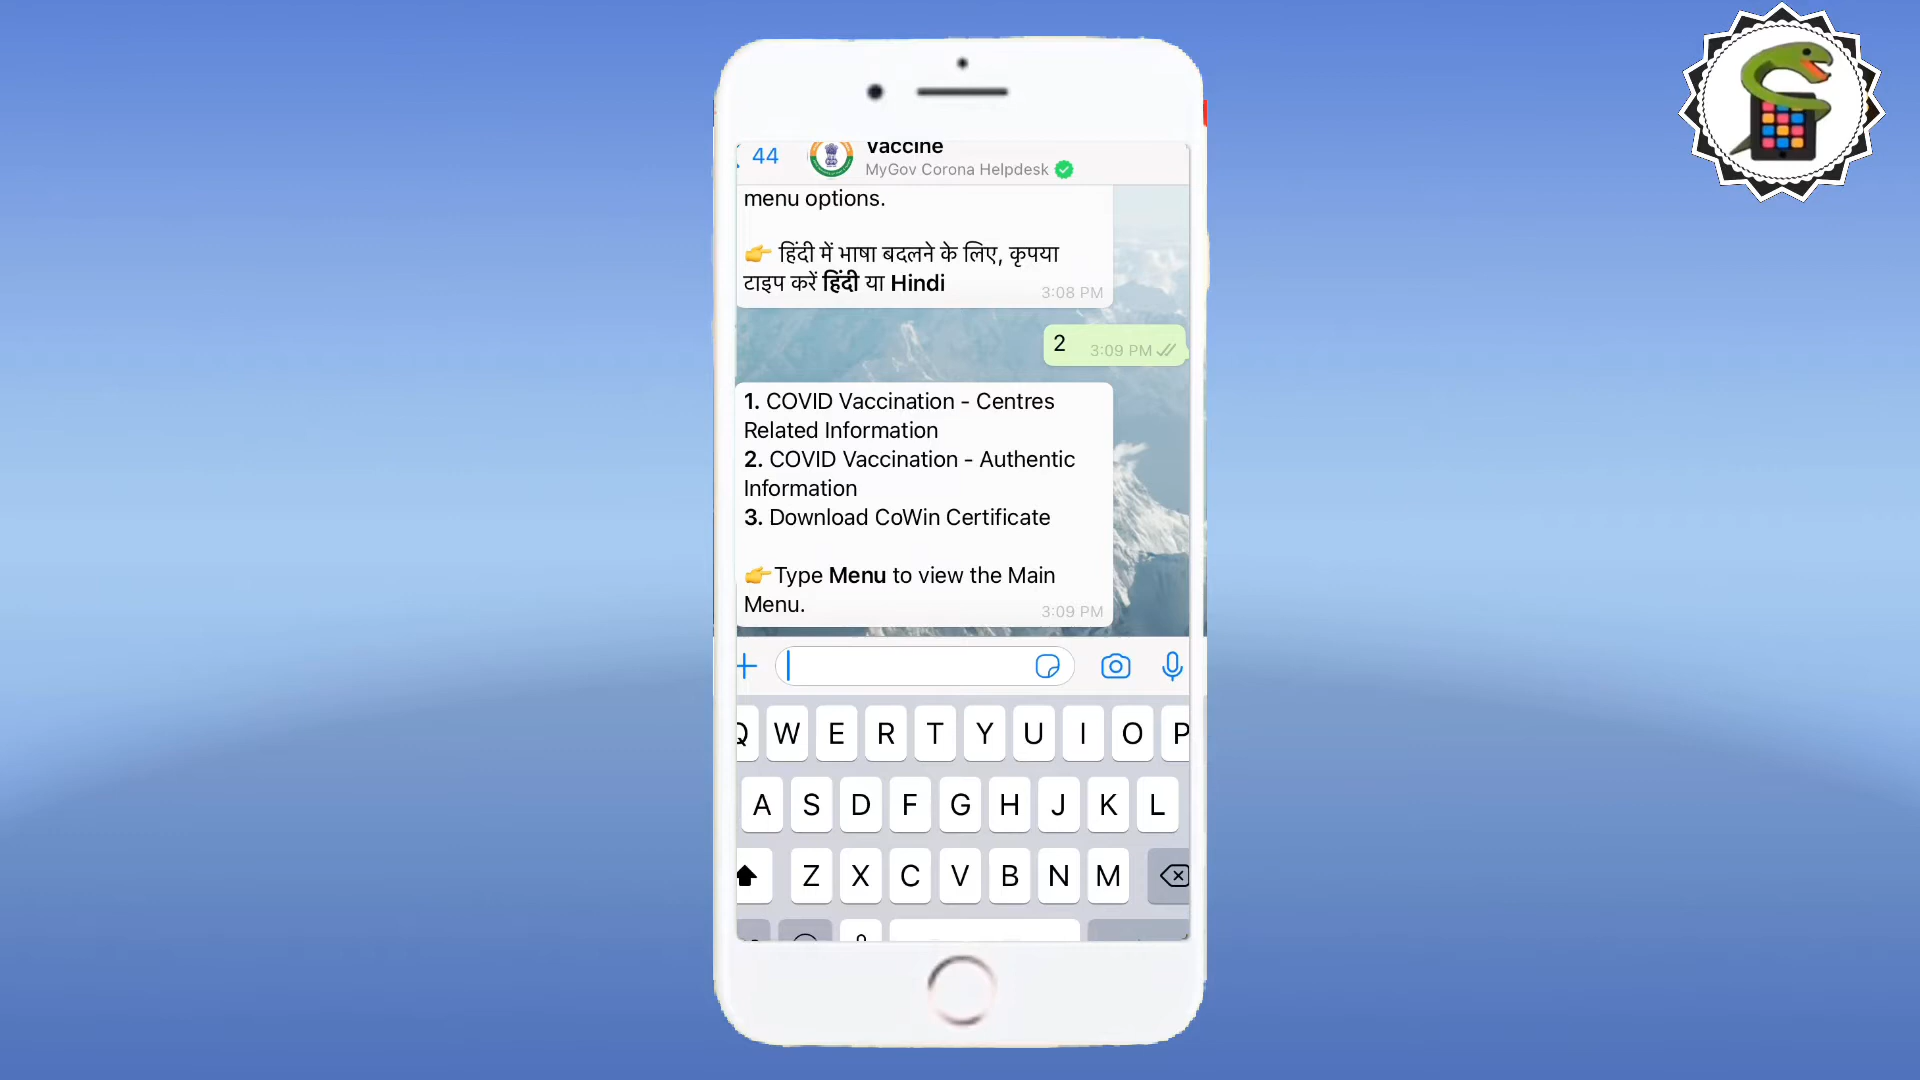 44
Vaccine
MyGov Corona Helpdesk
menu options.
👉 हिंदी में भाषा बदलने के लिए, कृपया
टाइप करें हिंदी या Hindi
3:08 PM
2 3:09 PM
1. COVID Vaccination - Centres
Related Information
2. COVID Vaccination - Authentic
Information
3. Download CoWin Certificate
👉Type Menu to view the Main
Menu.
3:09 PM
Q W E R T Y U I O P
A S D F G H J K L
Z X C V B N M